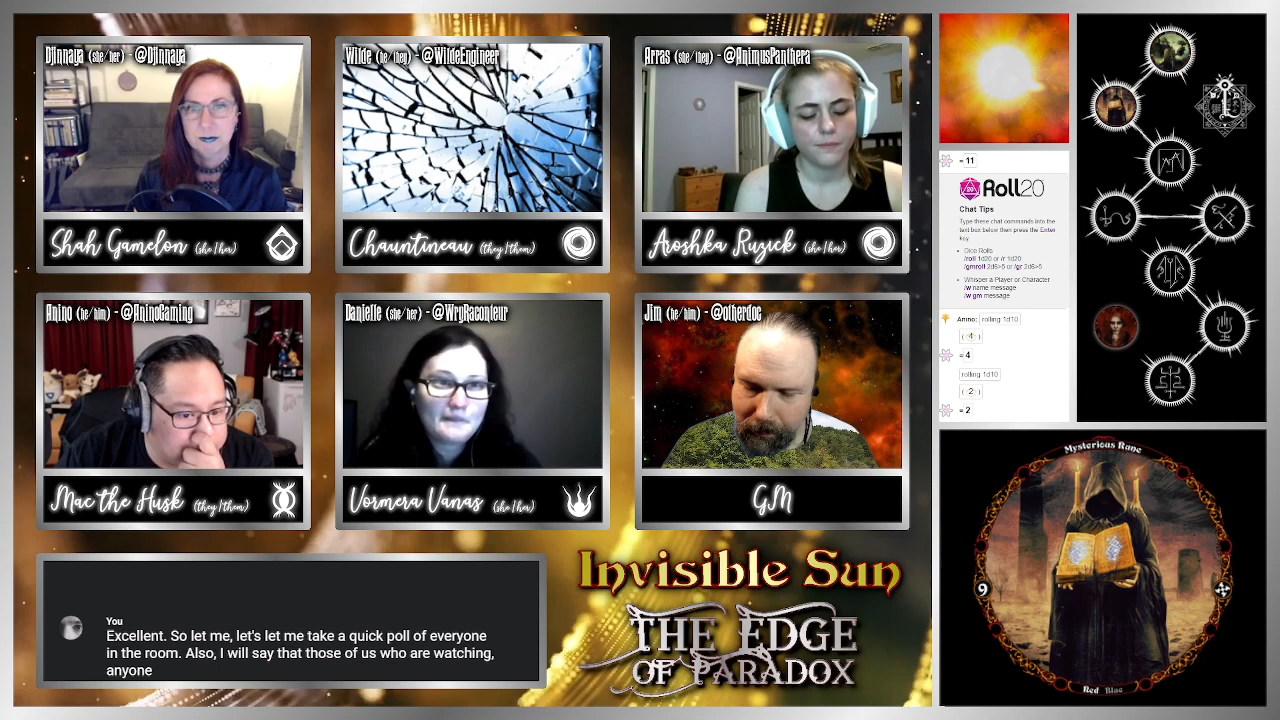 Djinnaya (she/her) - @Djinnaya
Wilde (he/they) - @WildeEngineer
Arras (she/they) - @AnimusPanthera
Shah Gamelon (she/her)
Chauntineau (they/them)
Aroshka Ruzick (she/her)
Anino (he/him) - @AninoGaming
Danielle (she/her) - @WryRaconteur
Jim (he/him) - @otherdoc
Mac the Husk (they/them)
Vormera Vanas (she/her)
GM
You
Excellent. So let me, let's let me take a quick poll of everyone
in the room. Also, I will say that those of us who are watching,
anyone
Invisible Sun
THE EDGE
OF PARADOX
= 11
20
Roll20
Chat Tips
Type these chat commands into the
text box below then press the Enter
key.
Dice Rolls
/roll 1d20 or /r 1d20
/gmroll 2d6>5 or /gr 2d6>5
Whisper a Player or Character
/w name message
/w gm message
Anino: rolling 1d10
( 4 )
= 4
rolling 1d10
( 2 )
= 2
Mysterious Rune
9
Red Blue